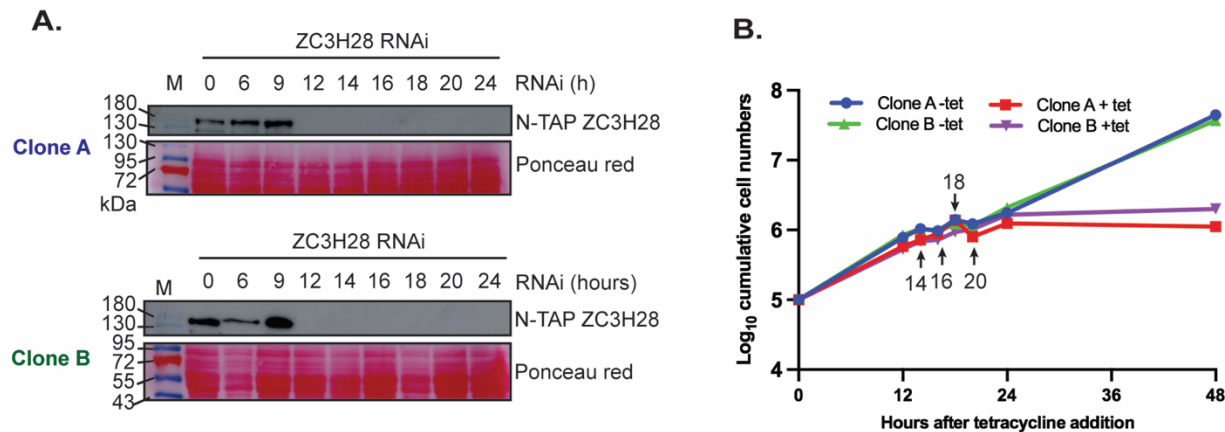 A.
ZC3H28 RNAi
M 0 6 9 12 14 16 18 20 24 RNAi (h)
180
130
N-TAP ZC3H28
Clone A
130
95
72
kDa
Ponceau red
ZC3H28 RNAi
M 0 6 9 12 14 16 18 20 24 RNAi (hours)
180
130
N-TAP ZC3H28
Clone B
95
72
55
43
Ponceau red
B.
Log10 cumulative cell numbers
8
7
6
5
4
Clone A -tet
Clone A + tet
Clone B -tet
Clone B +tet
18
14
16
20
0 12 24 36 48
Hours after tetracycline addition